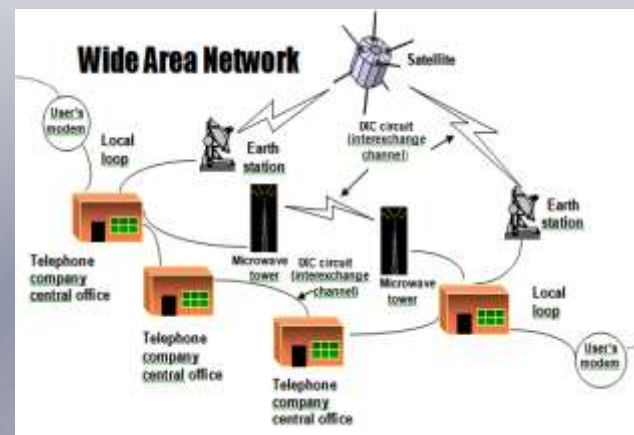 Wide Area Network
Satellite
User's
modem
Local
loop
Earth
station
IXC circuit
(interexchange
channel)
Earth
station
Telephone
company
central office
Microwave
tower
IXC circuit
(interexchange
channel)
Microwave
tower
Local
loop
Telephone
company
central office
Telephone
company
central office
User's
modem